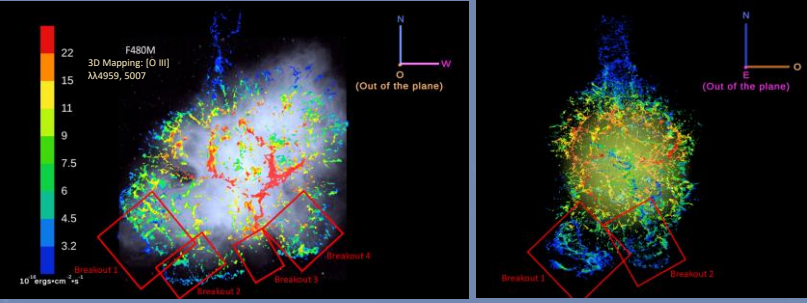 N
F480M
3D Mapping: [O III]
λλ4959, 5007
W
O
(Out of the plane)
22
15
11
9
7.5
6
4.5
3.2
10⁻¹⁶ergs•cm⁻²s⁻¹
Breakout 1
Breakout 2
Breakout 3
Breakout 4
N
E
O
(Out of the plane)
Breakout 1
Breakout 2